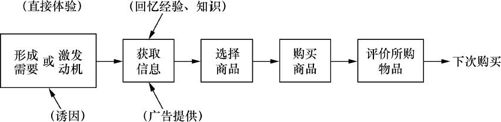 (直接体验)
(回忆经验、知识)
形成
需要
或
激发
动机
获取
信息
选择
商品
购买
商品
评价所购
物品
下次购买
(诱因)
(广告提供)